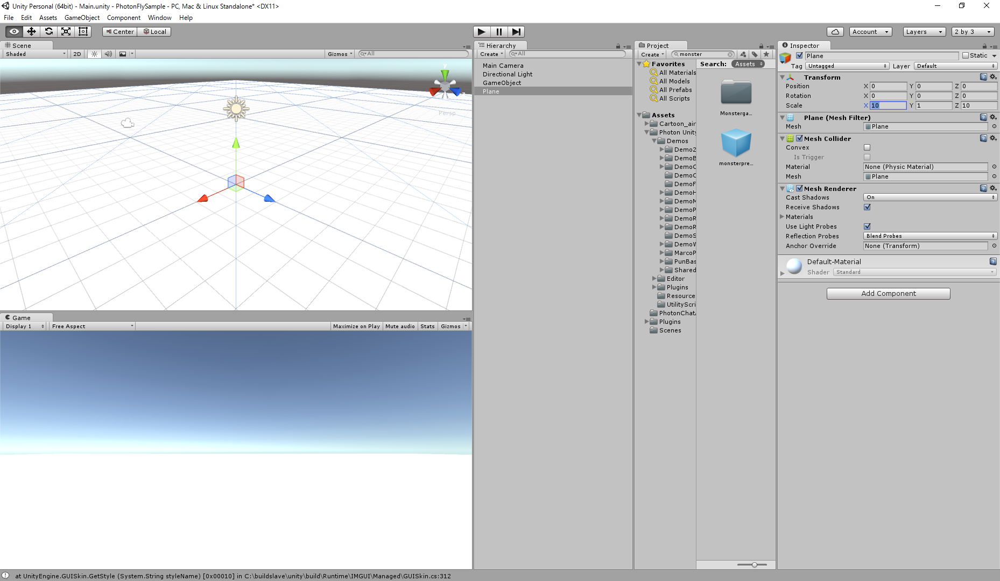 Unity Personal (64bit) - Main.unity - PhotonFlySample - PC, Mac & Linux Standalone* <DX11>
File Edit Assets GameObject Component Window Help
Center Local
Account Layers 2 by 3
Scene
Shaded 2D Gizmos All
y
z
Persp
Game
Display 1 Free Aspect Maximize on Play Mute audio Stats Gizmos
Hierarchy
Create All
Main Camera
Directional Light
GameObject
Plane
Project
Create monster
Favorites
All Materials
All Models
All Prefabs
All Scripts
Assets
Cartoon_air
Photon Unity
Demos
Demo2
DemoB
DemoC
DemoC
DemoF
DemoH
DemoM
DemoP
DemoR
DemoR
DemoS
DemoW
MarcoP
PunBas
Shared
Editor
Plugins
Resource
UtilityScri
PhotonChat
Plugins
Scenes
Search: Assets
Monsterga...
monsterpre...
Inspector
Plane Static
Tag Untagged Layer Default
Transform
Position X 0 Y 0 Z 0
Rotation X 0 Y 0 Z 0
Scale X 10 Y 1 Z 10
Plane (Mesh Filter)
Mesh Plane
Mesh Collider
Convex
Is Trigger
Material None (Physic Material)
Mesh Plane
Mesh Renderer
Cast Shadows On
Receive Shadows
Materials
Use Light Probes
Reflection Probes Blend Probes
Anchor Override None (Transform)
Default-Material
Shader Standard
Add Component
at UnityEngine.GUISkin.GetStyle (System.String styleName) [0x00010] in C:\buildslave\unity\build\Runtime\IMGUI\Managed\GUISkin.cs:312